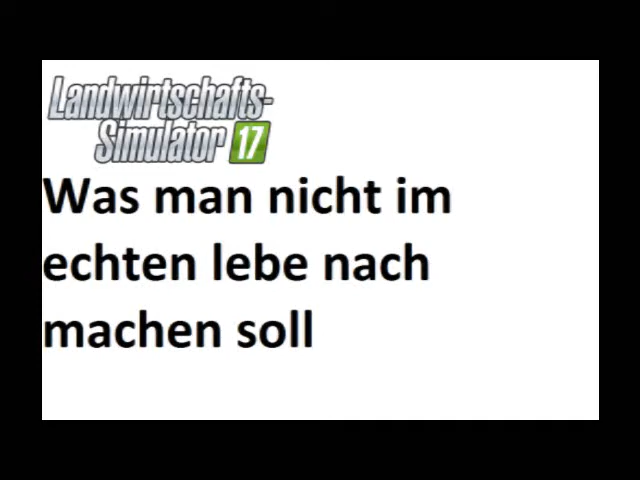 Landwirtschafts-
Simulator 17
Was man nicht im
echten lebe nach
machen soll